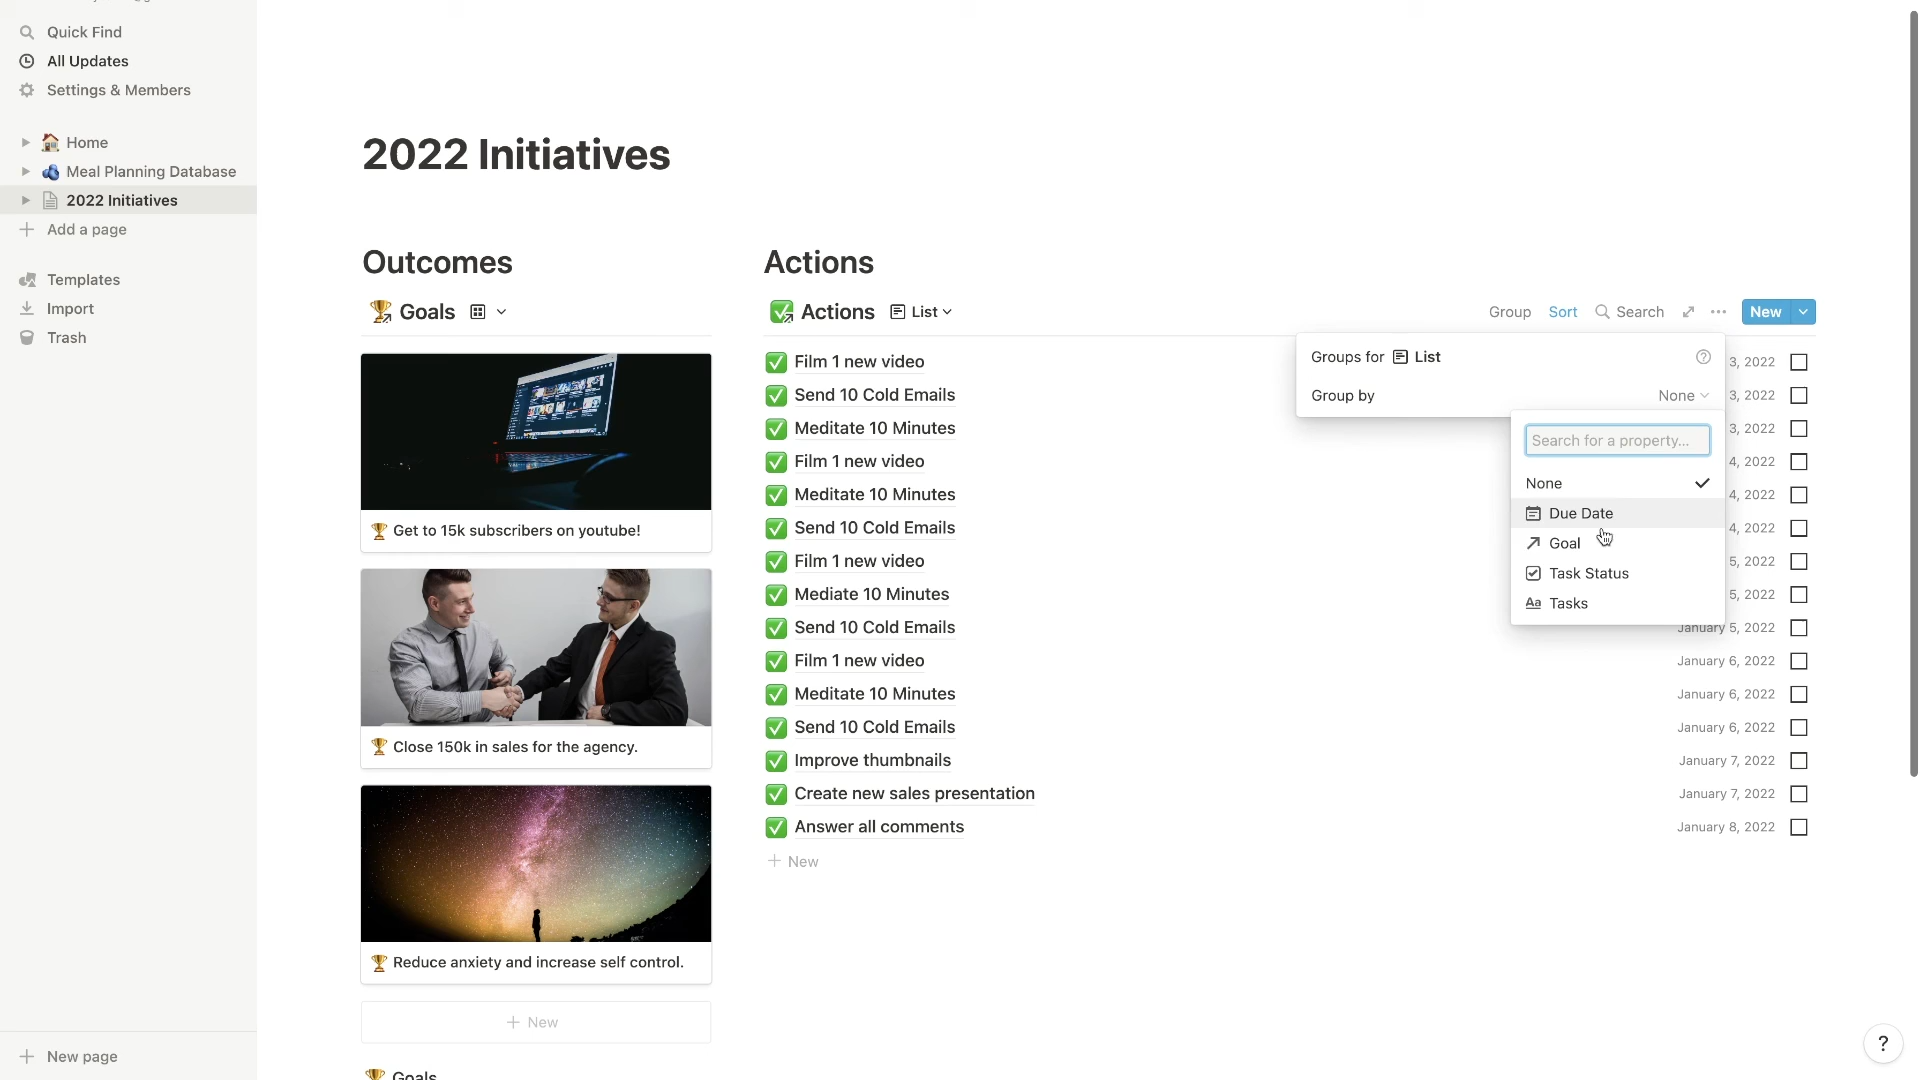 Quick Find
All Updates
Settings & Members
Home
Meal Planning Database
2022 Initiatives
Add a page
Templates
Import
Trash
New page
2022 Initiatives
Outcomes
Goals
Get to 15k subscribers on youtube!
Close 150k in sales for the agency.
Reduce anxiety and increase self control.
New
Goals
Actions
Actions List Group Sort Search New
Film 1 new video 3, 2022
Send 10 Cold Emails 3, 2022
Meditate 10 Minutes 3, 2022
Film 1 new video 4, 2022
Meditate 10 Minutes 4, 2022
Send 10 Cold Emails 4, 2022
Film 1 new video 5, 2022
Mediate 10 Minutes 5, 2022
Send 10 Cold Emails January 5, 2022
Film 1 new video January 6, 2022
Meditate 10 Minutes January 6, 2022
Send 10 Cold Emails January 6, 2022
Improve thumbnails January 7, 2022
Create new sales presentation January 7, 2022
Answer all comments January 8, 2022
New
Groups for List
Group by None
Search for a property...
None
Due Date
Goal
Task Status
Aa Tasks
?